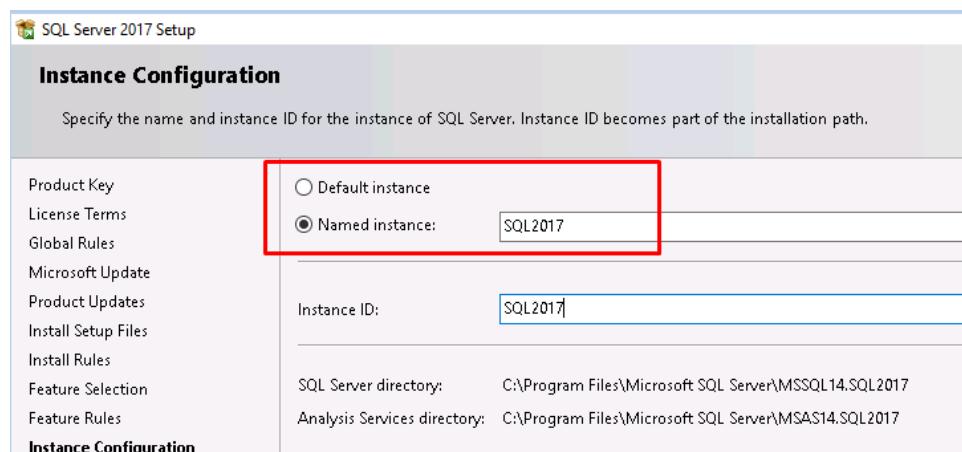 SQL Server 2017 Setup
Instance Configuration
Specify the name and instance ID for the instance of SQL Server. Instance ID becomes part of the installation path.
Product Key
License Terms
Global Rules
Microsoft Update
Product Updates
Install Setup Files
Install Rules
Feature Selection
Feature Rules
Instance Configuration
Default instance
Named instance: SQL2017
Instance ID: SQL2017
SQL Server directory: C:\Program Files\Microsoft SQL Server\MSSQL14.SQL2017
Analysis Services directory: C:\Program Files\Microsoft SQL Server\MSAS14.SQL2017